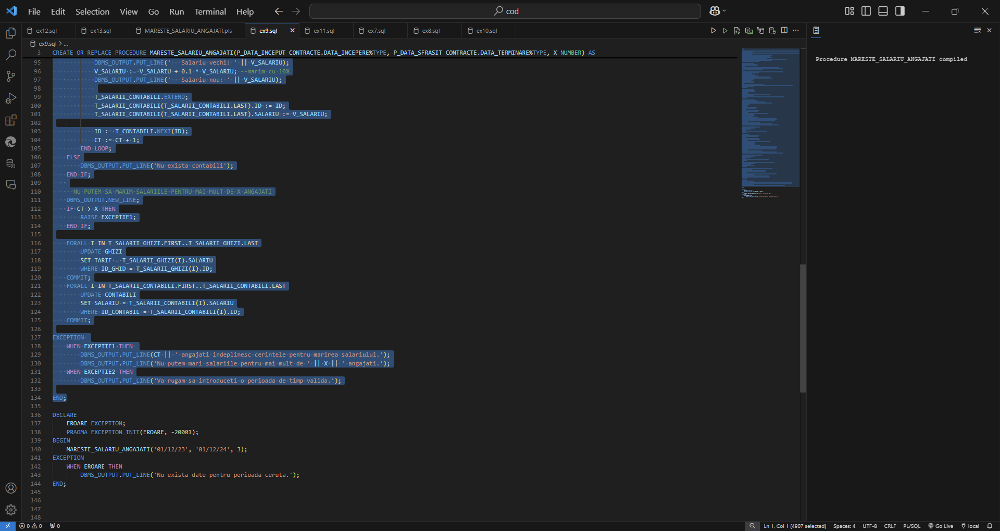 File Edit Selection View Go Run Terminal Help
cod
ex12.sql ex13.sql MARESTE_SALARIU_ANGAJATI.pls ex9.sql ex11.sql ex7.sql ex8.sql ex10.sql
ex9.sql > ...
3 CREATE OR REPLACE PROCEDURE MARESTE_SALARIU_ANGAJATI(P_DATA_INCEPUT CONTRACTE.DATA_INCEPERE%TYPE, P_DATA_SFRASIT CONTRACTE.DATA_TERMINARE%TYPE, X NUMBER) AS
95 DBMS_OUTPUT.PUT_LINE('   Salariu vechi: ' || V_SALARIU);
96 V_SALARIU := V_SALARIU + 0.1 * V_SALARIU; --marim cu 10%
97 DBMS_OUTPUT.PUT_LINE('   Salariu nou: ' || V_SALARIU);
98
99 T_SALARII_CONTABILI.EXTEND;
100 T_SALARII_CONTABILI(T_SALARII_CONTABILI.LAST).ID := ID;
101 T_SALARII_CONTABILI(T_SALARII_CONTABILI.LAST).SALARIU := V_SALARIU;
102
103 ID := T_CONTABILI.NEXT(ID);
104 CT := CT + 1;
105 END LOOP;
106 ELSE
107 DBMS_OUTPUT.PUT_LINE('Nu exista contabili');
108 END IF;
109
110 --NU PUTEM SA MARIM SALARIILE PENTRU MAI MULT DE X ANGAJATI
111 DBMS_OUTPUT.NEW_LINE;
112 IF CT > X THEN
113 RAISE EXCEPTIE1;
114 END IF;
115
116 FORALL I IN T_SALARII_GHIZI.FIRST..T_SALARII_GHIZI.LAST
117 UPDATE GHIZI
118 SET TARIF = T_SALARII_GHIZI(I).SALARIU
119 WHERE ID_GHID = T_SALARII_GHIZI(I).ID;
120 COMMIT;
121 FORALL I IN T_SALARII_CONTABILI.FIRST..T_SALARII_CONTABILI.LAST
122 UPDATE CONTABILI
123 SET SALARIU = T_SALARII_CONTABILI(I).SALARIU
124 WHERE ID_CONTABIL = T_SALARII_CONTABILI(I).ID;
125 COMMIT;
126
127 EXCEPTION
128 WHEN EXCEPTIE1 THEN
129 DBMS_OUTPUT.PUT_LINE(CT || ' angajati indeplinesc cerintele pentru marirea salariului.');
130 DBMS_OUTPUT.PUT_LINE('Nu putem mari salariile pentru mai mult de ' || X || ' angajati.');
131 WHEN EXCEPTIE2 THEN
132 DBMS_OUTPUT.PUT_LINE('Va rugam sa introduceti o perioada de timp valida.');
133
134 END;
135
136 DECLARE
137 EROARE EXCEPTION;
138 PRAGMA EXCEPTION_INIT(EROARE, -20001);
139 BEGIN
140 MARESTE_SALARIU_ANGAJATI('01/12/23', '01/12/24', 3);
141 EXCEPTION
142 WHEN EROARE THEN
143 DBMS_OUTPUT.PUT_LINE('Nu exista date pentru perioada ceruta.');
144 END;
145
146
147
148
Procedure MARESTE_SALARIU_ANGAJATI compiled
0 0 0 Ln 1, Col 1 (4907 selected) Spaces: 4 UTF-8 CRLF PL/SQL Go Live local